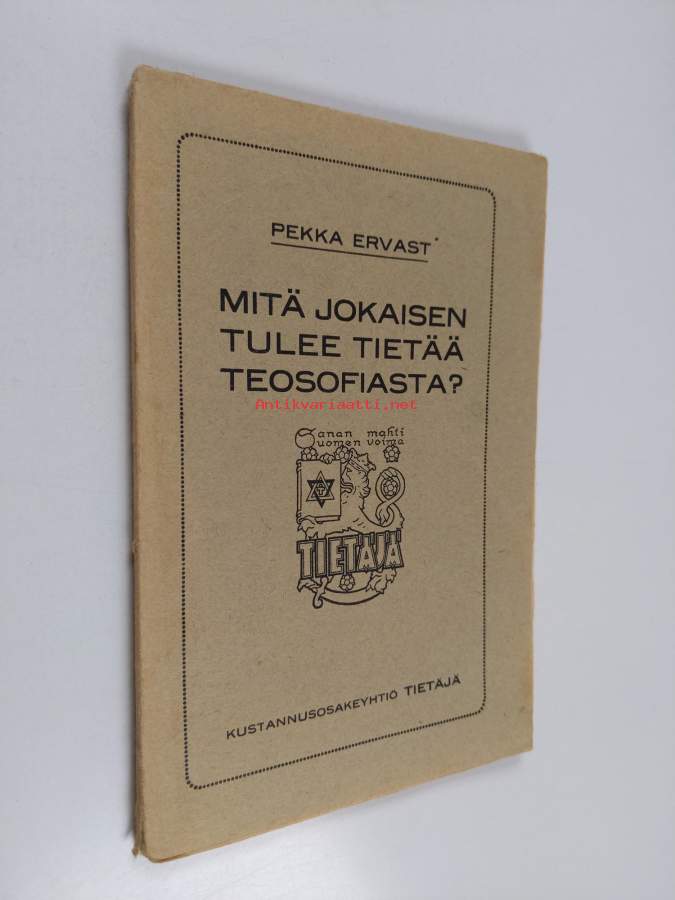 PEKKA ERVAST
MITÄ JOKAISEN
TULEE TIETÄÄ
TEOSOFIASTA?
Antikvariaatti.net
Sanan mahti
Suomen voima
TIETÄJÄ
KUSTANNUSOSAKEYHTIÖ TIETÄJÄ